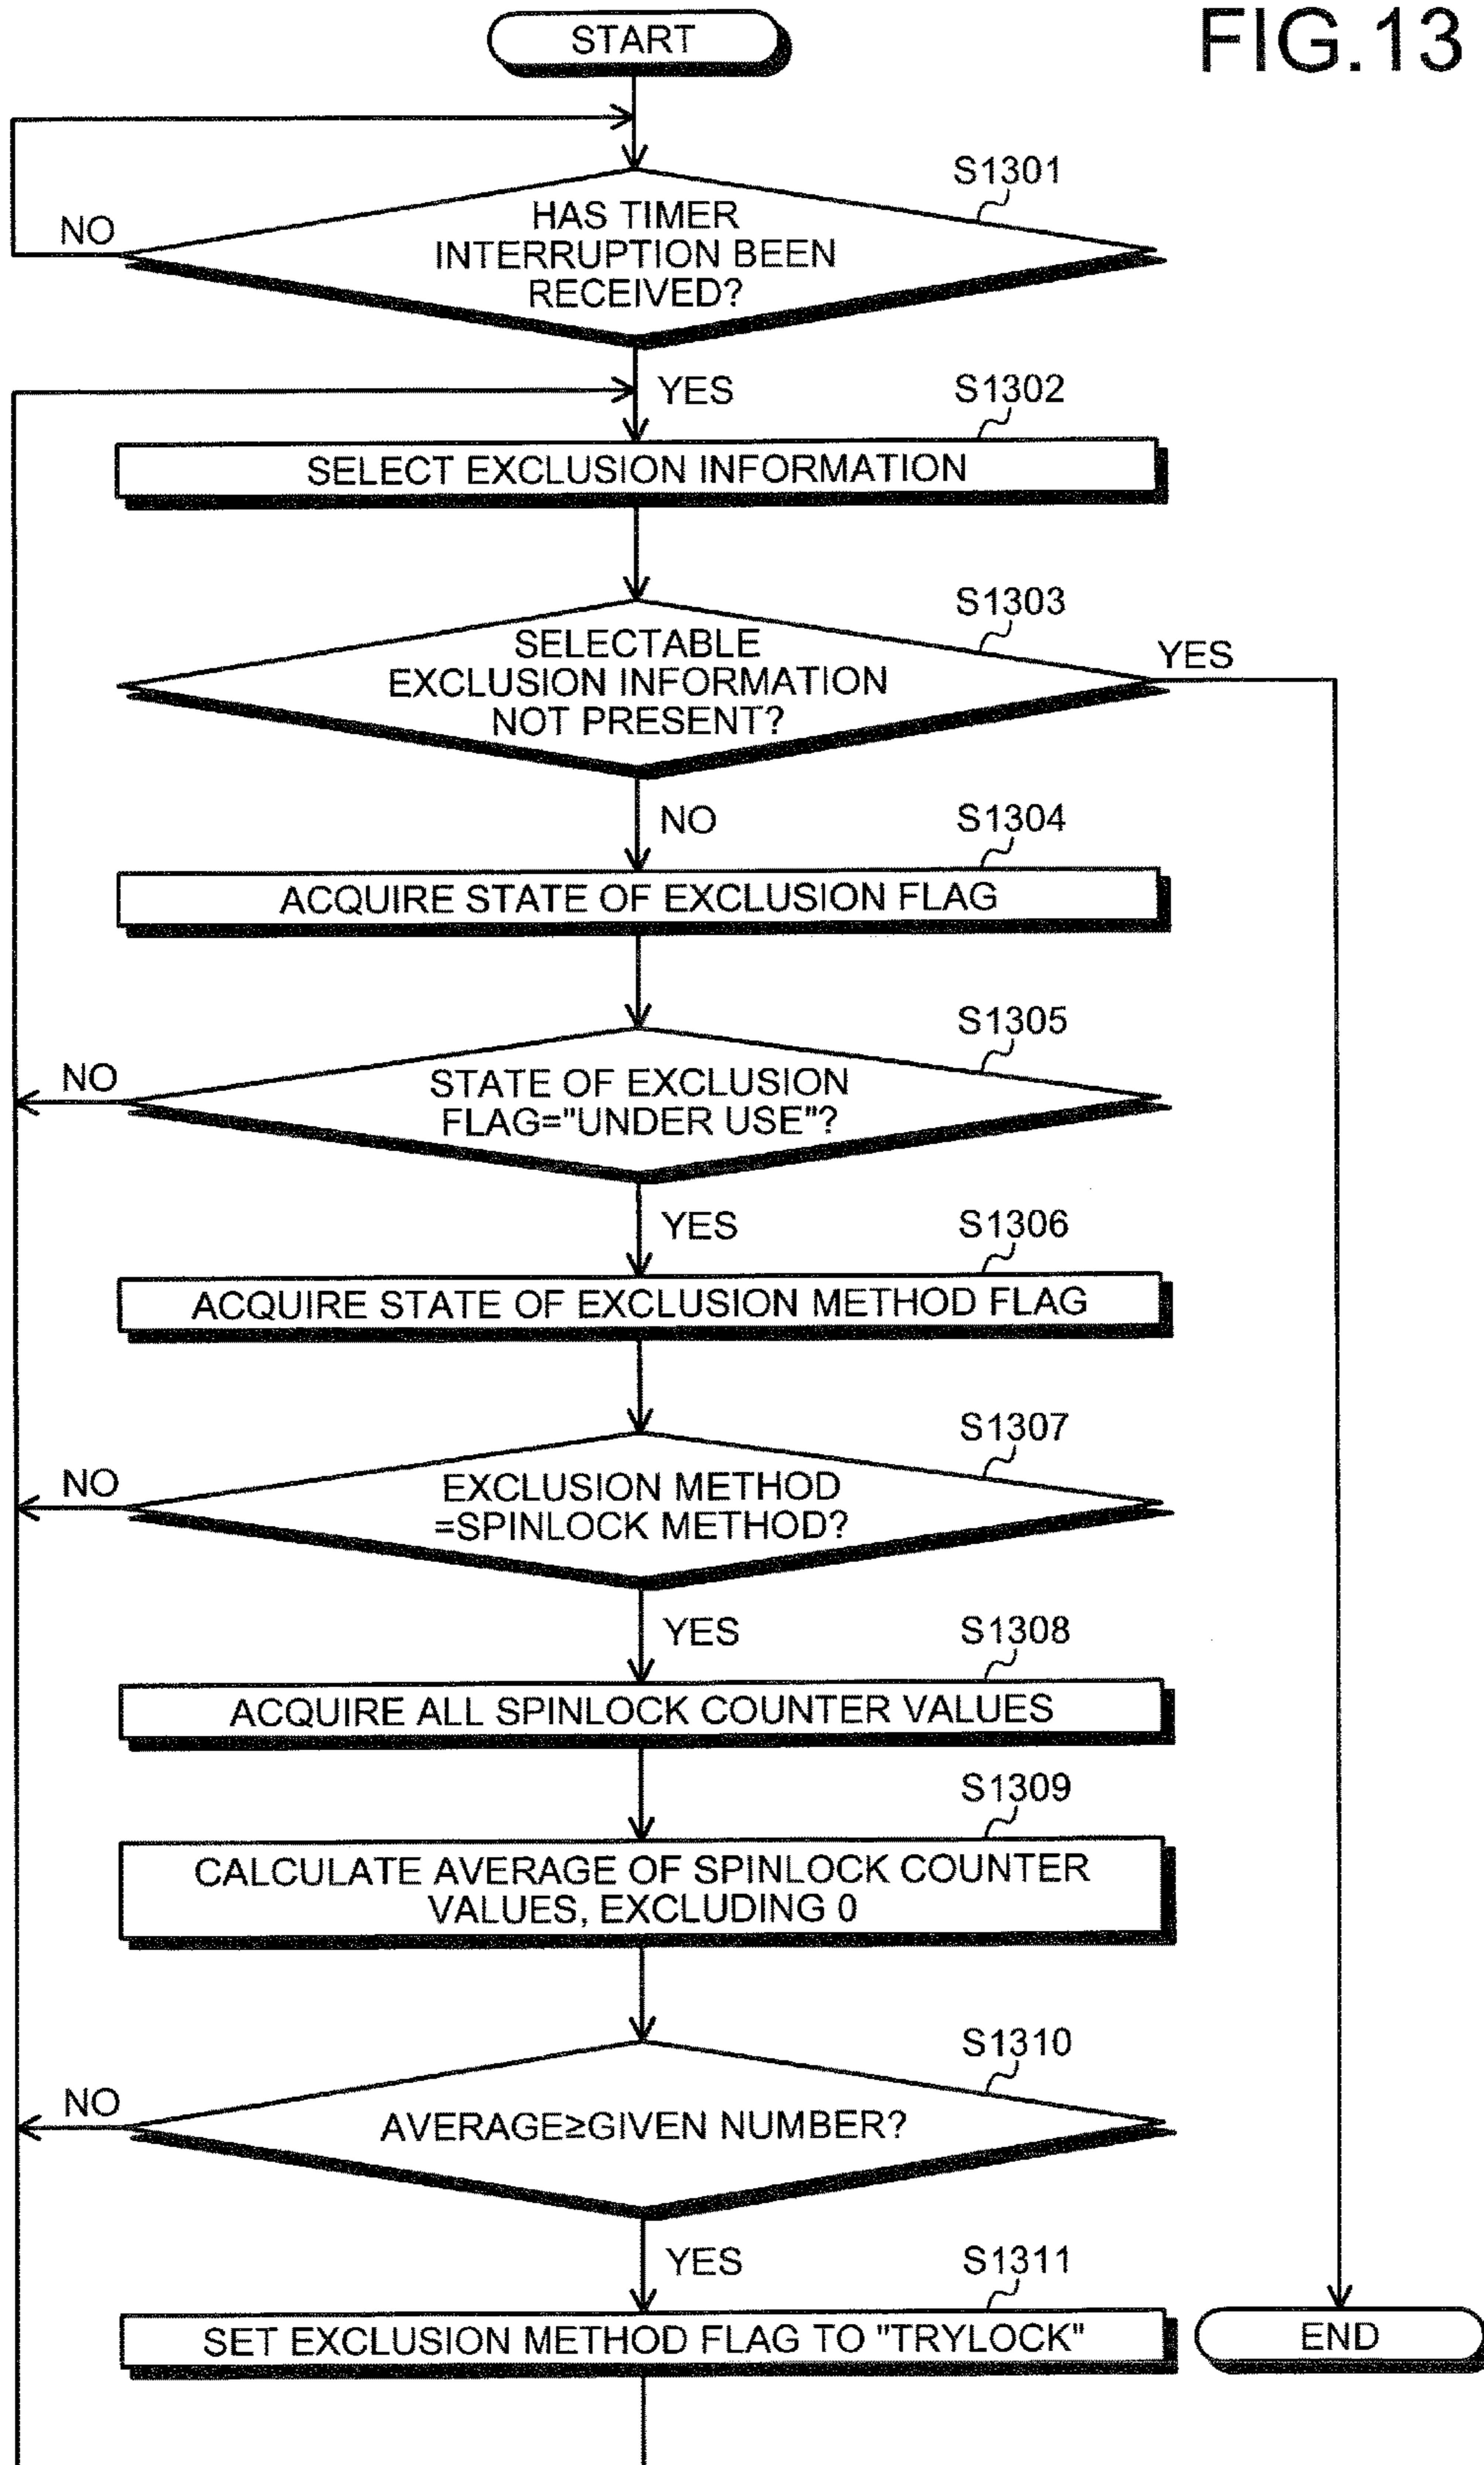 FIG.13
START
S1301
HAS TIMER
INTERRUPTION BEEN
RECEIVED?
NO
YES
S1302
SELECT EXCLUSION INFORMATION
S1303
SELECTABLE
EXCLUSION INFORMATION
NOT PRESENT?
YES
NO
S1304
ACQUIRE STATE OF EXCLUSION FLAG
S1305
STATE OF EXCLUSION
FLAG="UNDER USE"?
NO
YES
S1306
ACQUIRE STATE OF EXCLUSION METHOD FLAG
S1307
EXCLUSION METHOD
=SPINLOCK METHOD?
NO
YES
S1308
ACQUIRE ALL SPINLOCK COUNTER VALUES
S1309
CALCULATE AVERAGE OF SPINLOCK COUNTER
VALUES, EXCLUDING 0
S1310
AVERAGE≥GIVEN NUMBER?
NO
YES
S1311
SET EXCLUSION METHOD FLAG TO "TRYLOCK"
END